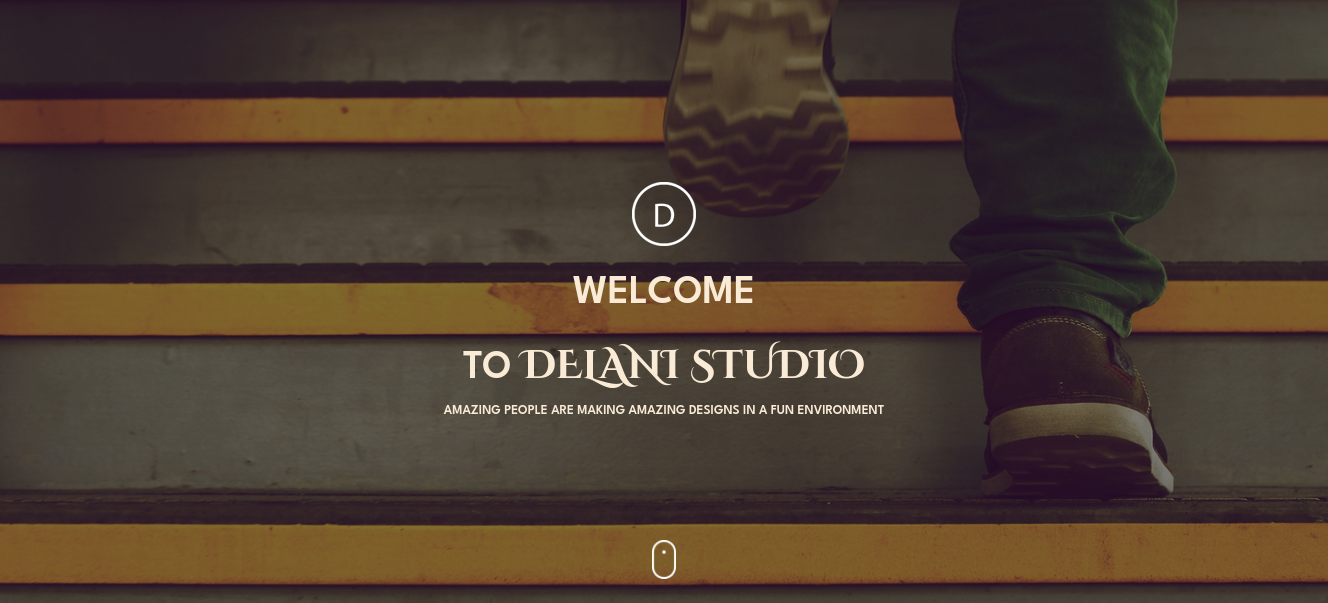 D
WELCOME
TO DELANI STUDIO
AMAZING PEOPLE ARE MAKING AMAZING DESIGNS IN A FUN ENVIRONMENT